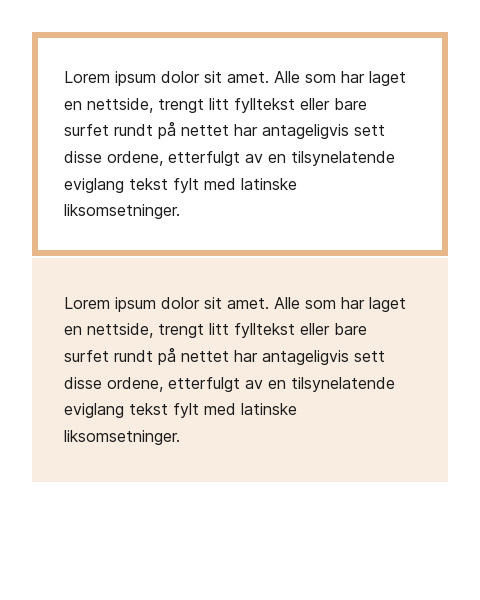 Lorem ipsum dolor sit amet. Alle som har laget
en nettside, trengt litt fylltekst eller bare
surfet rundt på nettet har antageligvis sett
disse ordene, etterfulgt av en tilsynelatende
eviglang tekst fylt med latinske
liksomsetninger.
Lorem ipsum dolor sit amet. Alle som har laget
en nettside, trengt litt fylltekst eller bare
surfet rundt på nettet har antageligvis sett
disse ordene, etterfulgt av en tilsynelatende
eviglang tekst fylt med latinske
liksomsetninger.